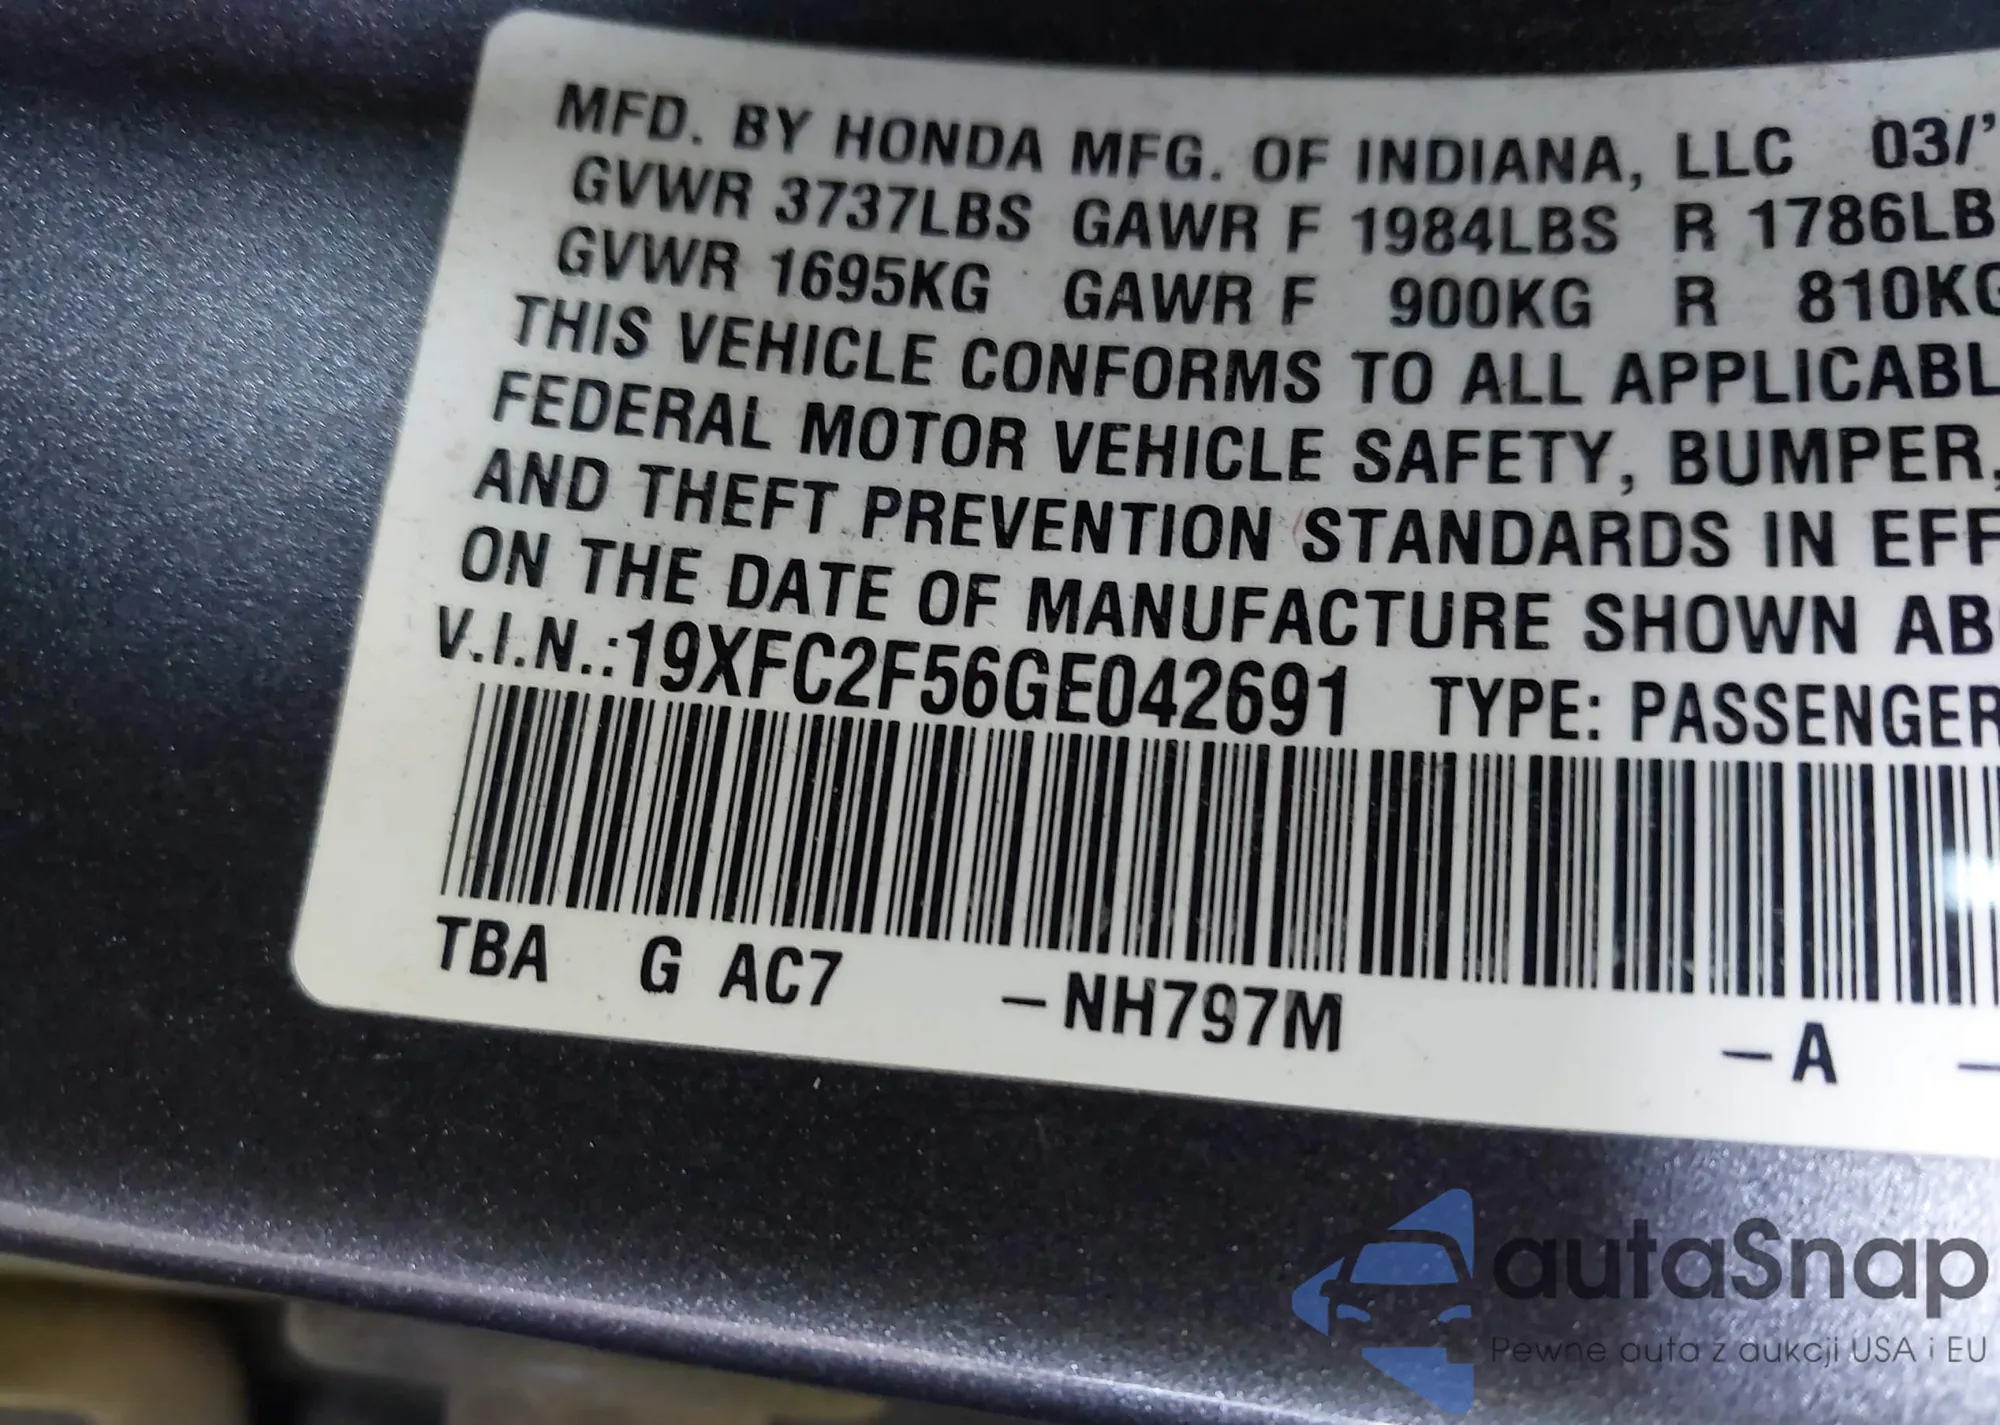 MFD. BY HONDA MFG. OF INDIANA, LLC 03/'
GVWR 3737LBS GAWR F 1984LBS R 1786LB
GVWR 1695KG GAWR F 900KG R 810KG
THIS VEHICLE CONFORMS TO ALL APPLICABL
FEDERAL MOTOR VEHICLE SAFETY, BUMPER,
AND THEFT PREVENTION STANDARDS IN EFF
ON THE DATE OF MANUFACTURE SHOWN AB
V.I.N.:19XFC2F56GE042691 TYPE: PASSENGER
TBA G AC7 –NH797M –A –
autaSnap
Pewne auta z aukcji USA i EU